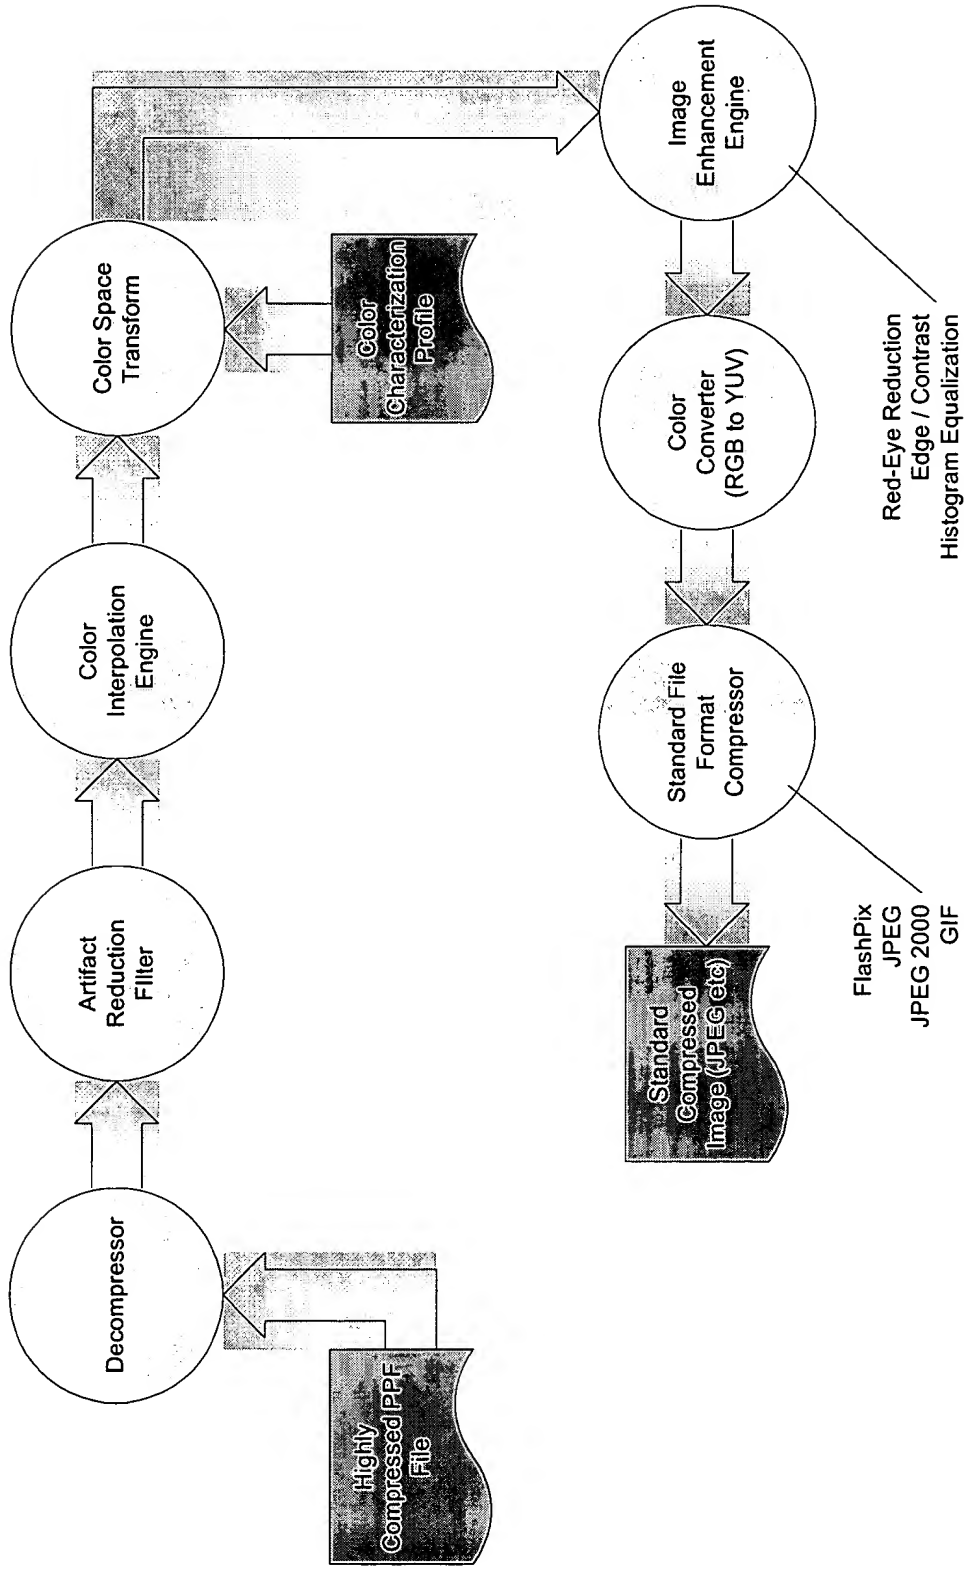 Highly
Compressed PPF
File
Decompressor
Artifact
Reduction
FIlter
Color
Interpolation
Engine
Color Space
Transform
Color
Characterization
Profile
Image
Enhancement
Engine
Red-Eye Reduction
Edge / Contrast
Histogram Equalization
Color
Converter
(RGB to YUV)
Standard File
Format
Compressor
FlashPix
JPEG
JPEG 2000
GIF
Standard
Compressed
Image (JPEG etc)